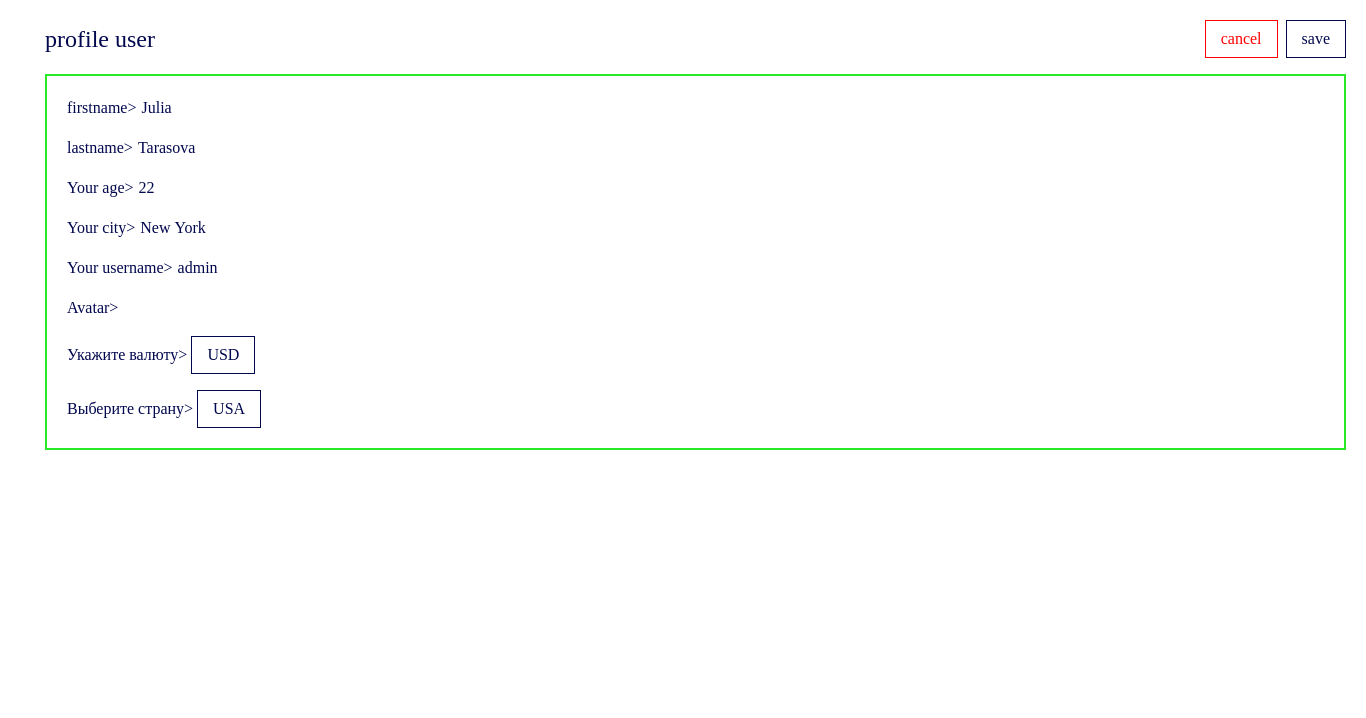 profile user
cancel save
firstname> Julia
lastname> Tarasova
Your age> 22
Your city> New York
Your username> admin
Avatar>
Укажите валюту> USD
Выберите страну> USA